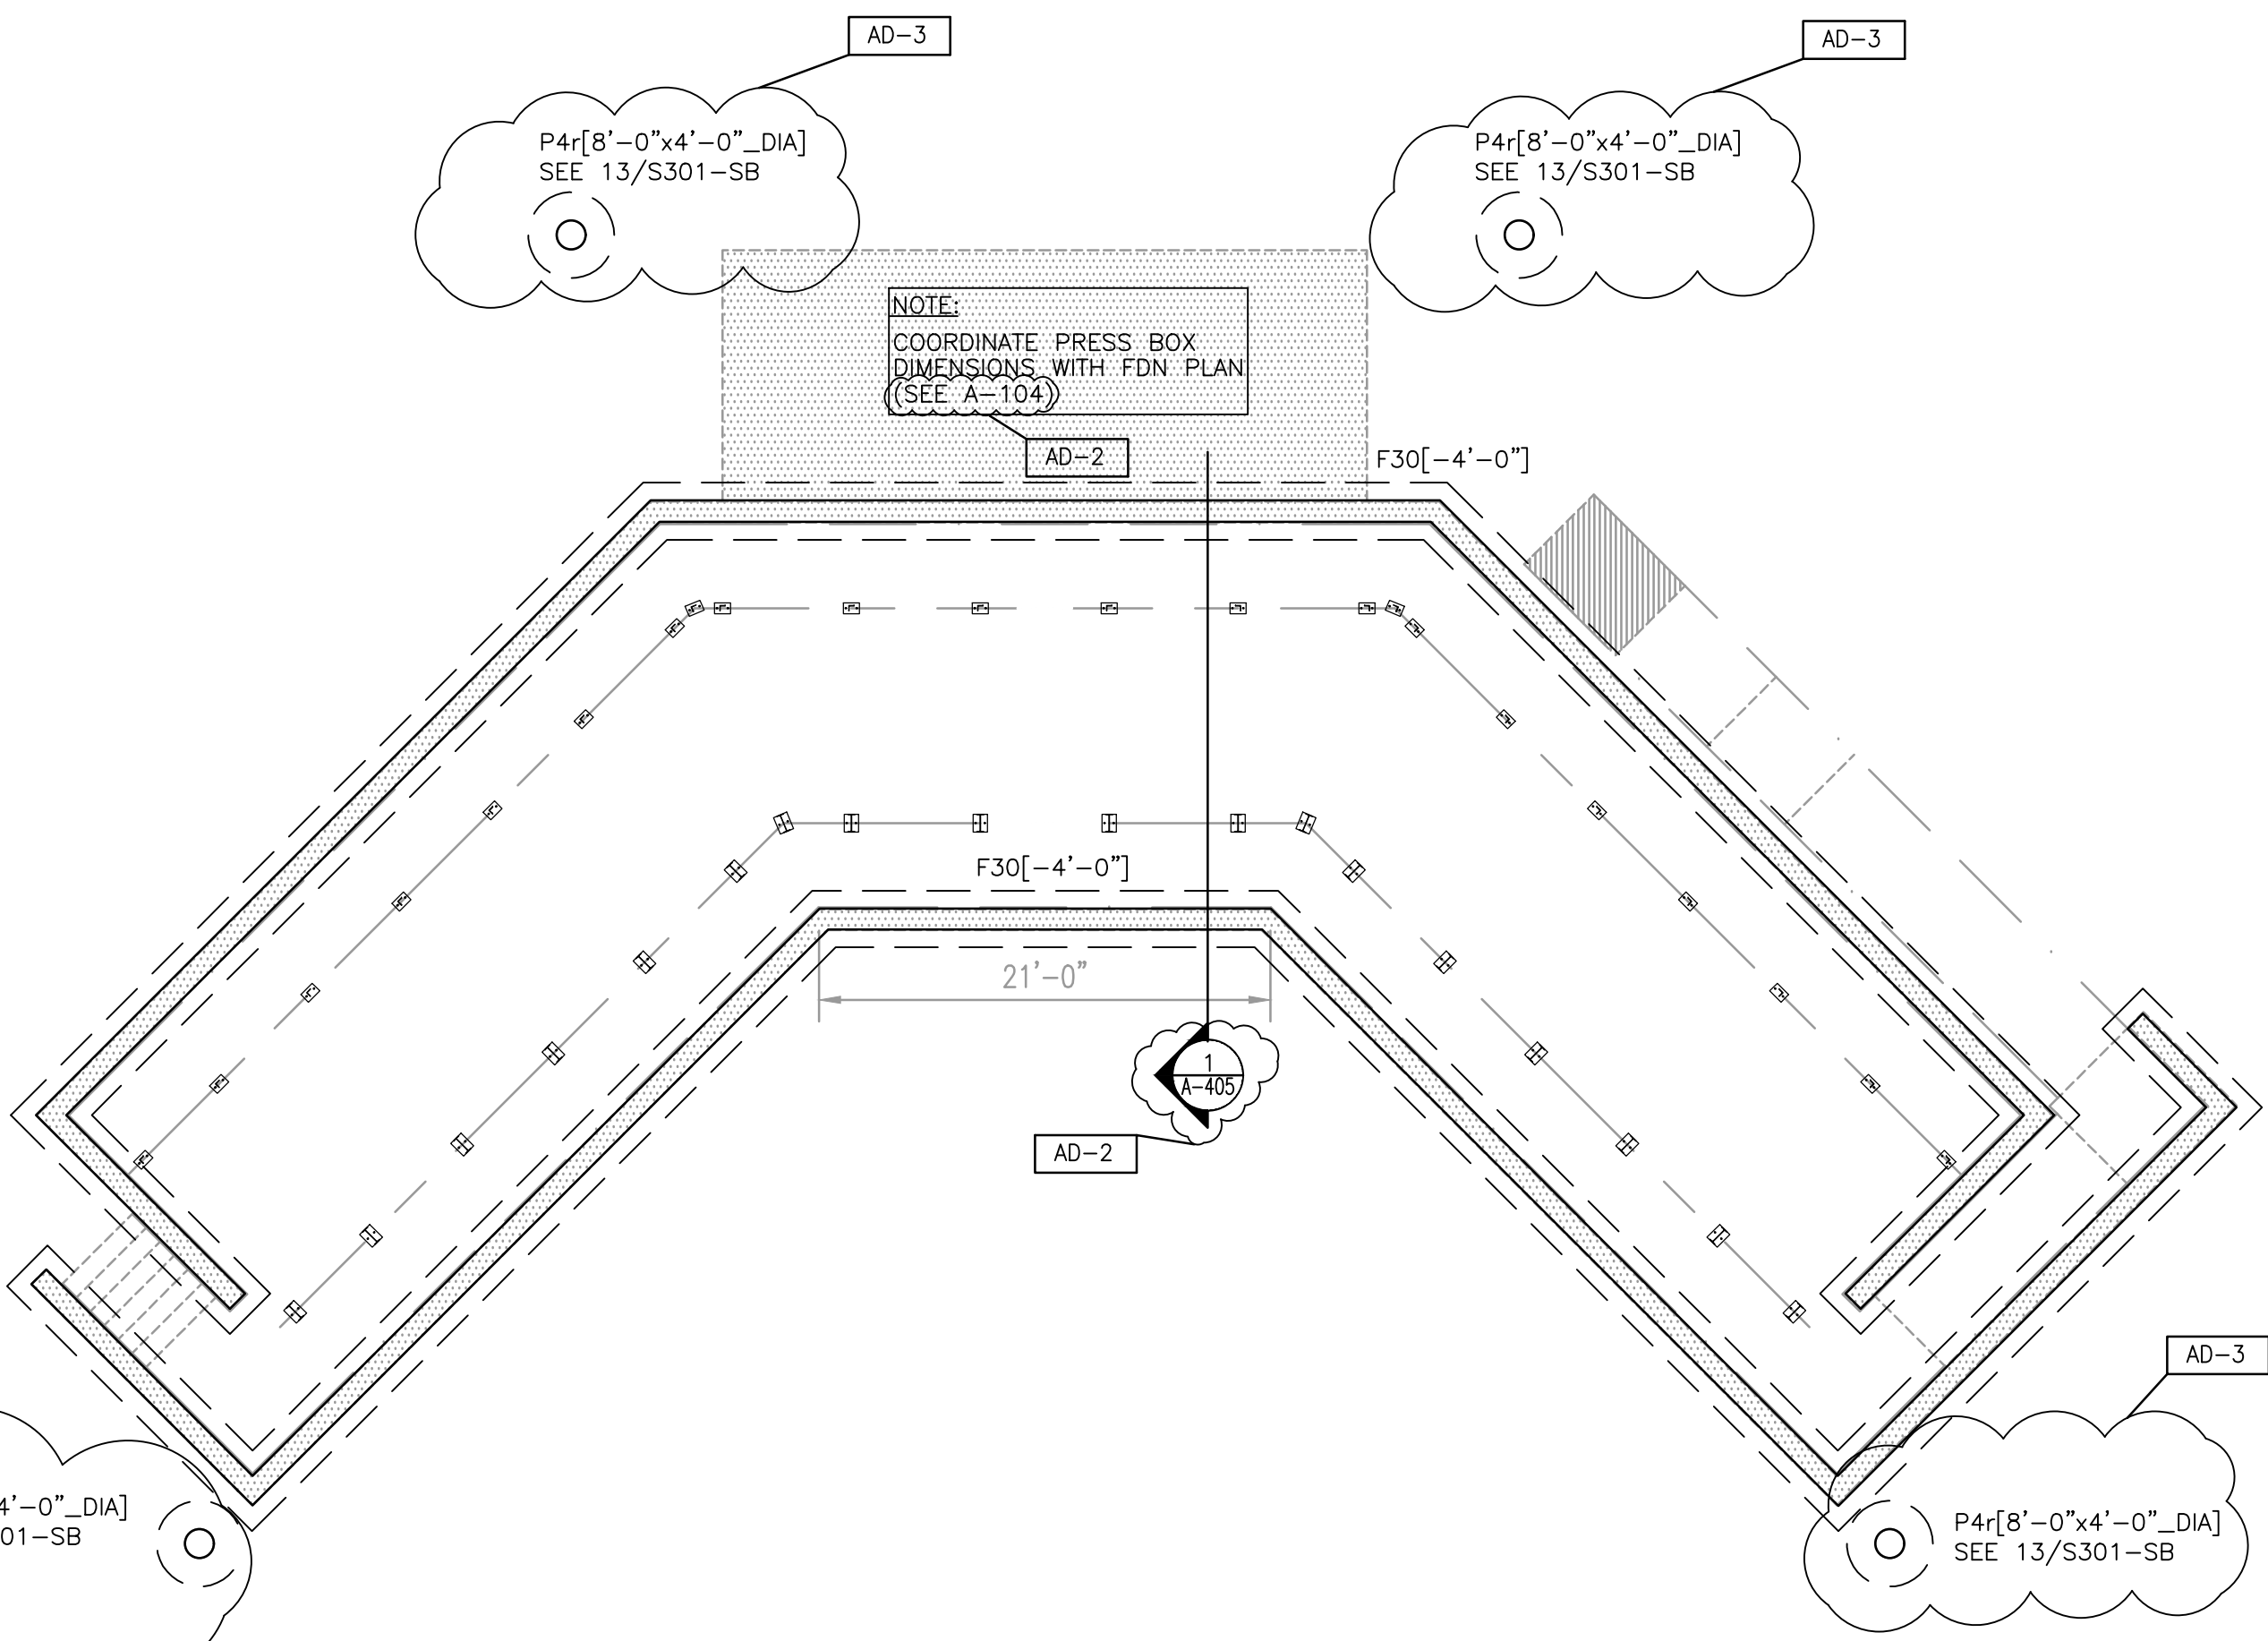 AD-3
AD-3
P4r[8'-0"x4'-0"_DIA]
SEE 13/S301-SB
P4r[8'-0"x4'-0"_DIA]
SEE 13/S301-SB
NOTE:
COORDINATE PRESS BOX
DIMENSIONS WITH FDN PLAN
(SEE A-104)
AD-2
F30[-4'-0"]
F30[-4'-0"]
21'-0"
1
A-405
AD-2
AD-3
4'-0"_DIA]
01-SB
P4r[8'-0"x4'-0"_DIA]
SEE 13/S301-SB